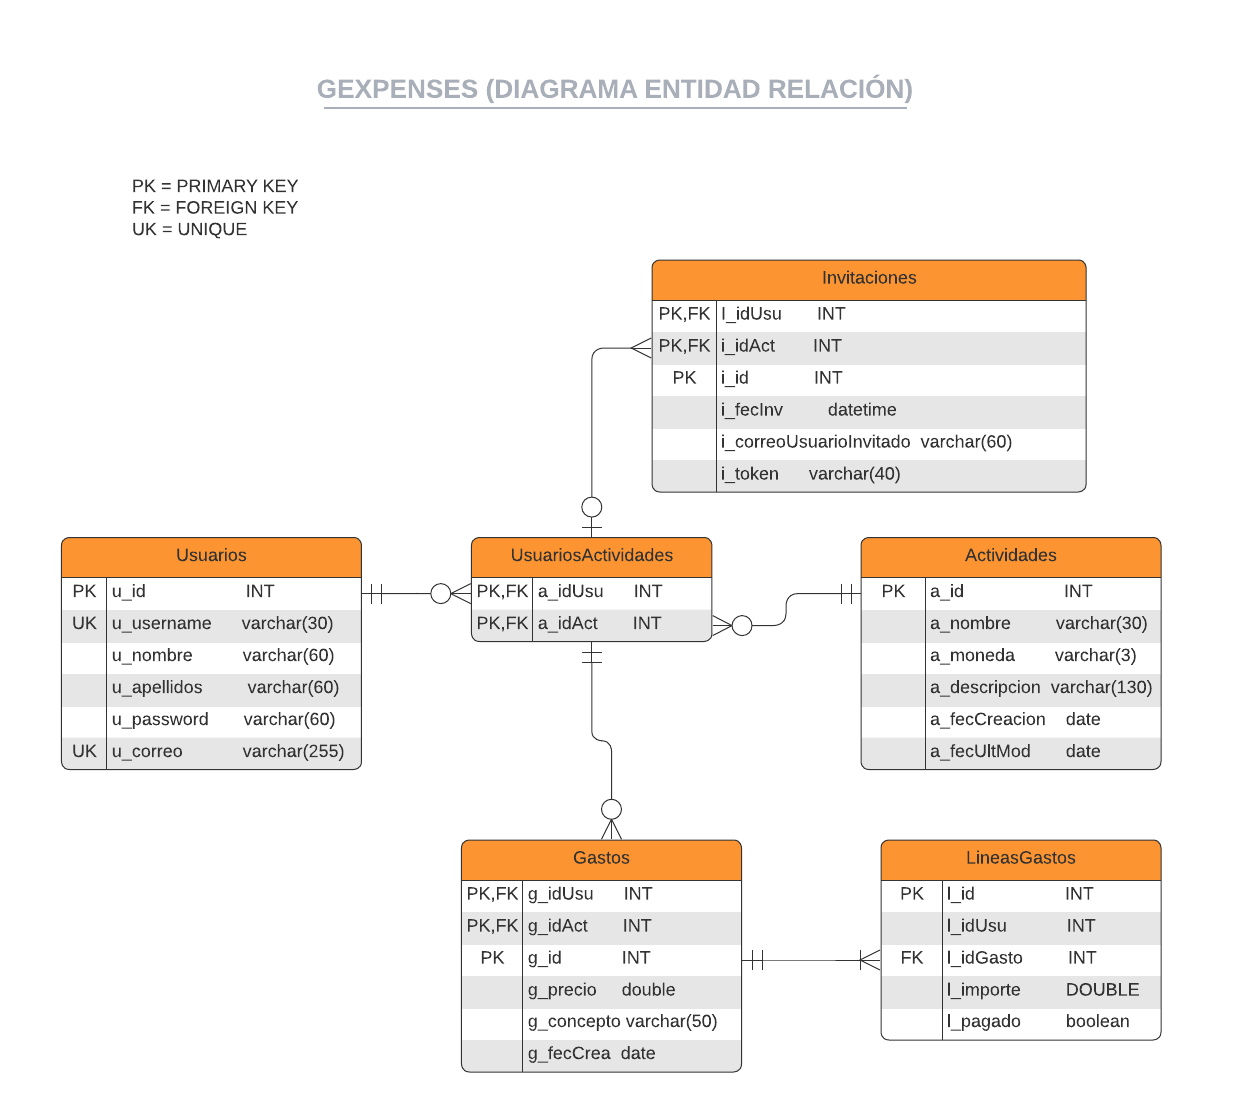 GEXPENSES (DIAGRAMA ENTIDAD RELACIÓN)
PK = PRIMARY KEY
FK = FOREIGN KEY
UK = UNIQUE
Invitaciones
PK,FK I_idUsu INT
PK,FK i_idAct INT
PK i_id INT
i_fecInv datetime
i_correoUsuarioInvitado varchar(60)
i_token varchar(40)
Usuarios
PK u_id INT
UK u_username varchar(30)
u_nombre varchar(60)
u_apellidos varchar(60)
u_password varchar(60)
UK u_correo varchar(255)
UsuariosActividades
PK,FK a_idUsu INT
PK,FK a_idAct INT
Actividades
PK a_id INT
a_nombre varchar(30)
a_moneda varchar(3)
a_descripcion varchar(130)
a_fecCreacion date
a_fecUltMod date
Gastos
PK,FK g_idUsu INT
PK,FK g_idAct INT
PK g_id INT
g_precio double
g_concepto varchar(50)
g_fecCrea date
LineasGastos
PK l_id INT
l_idUsu INT
FK l_idGasto INT
l_importe DOUBLE
l_pagado boolean